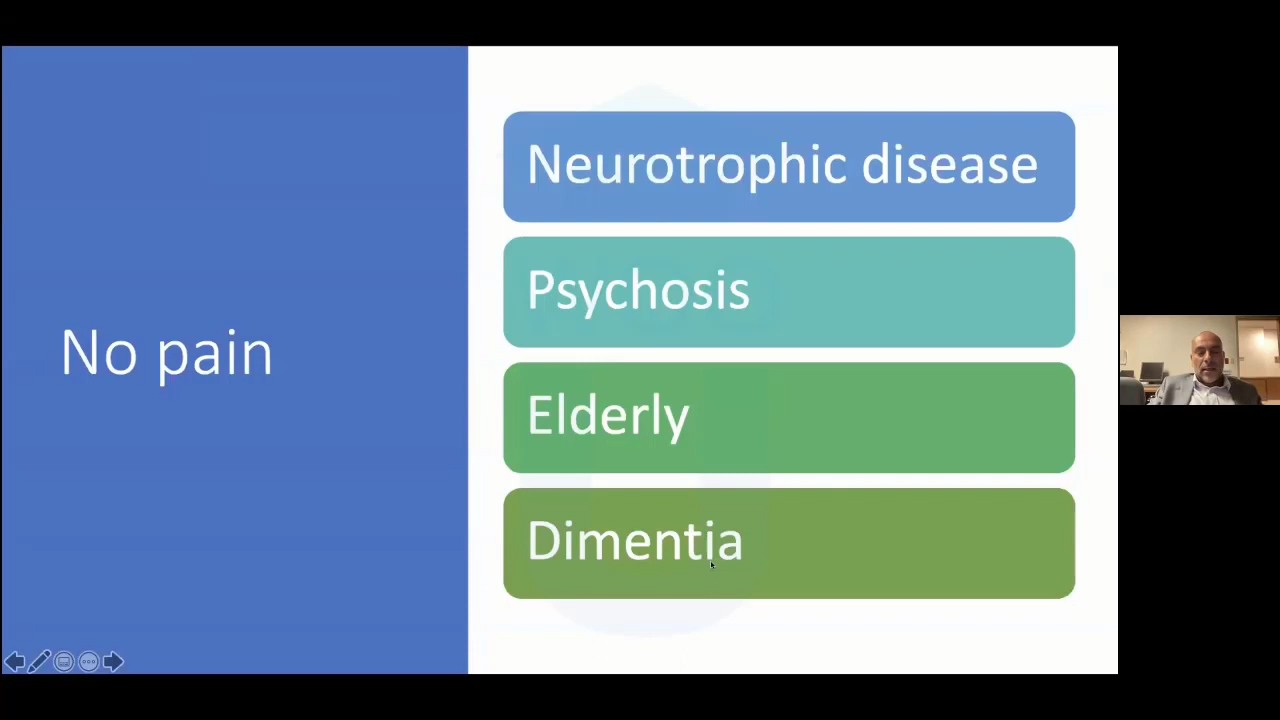 No pain
Neurotrophic disease
Psychosis
Elderly
Dimentia